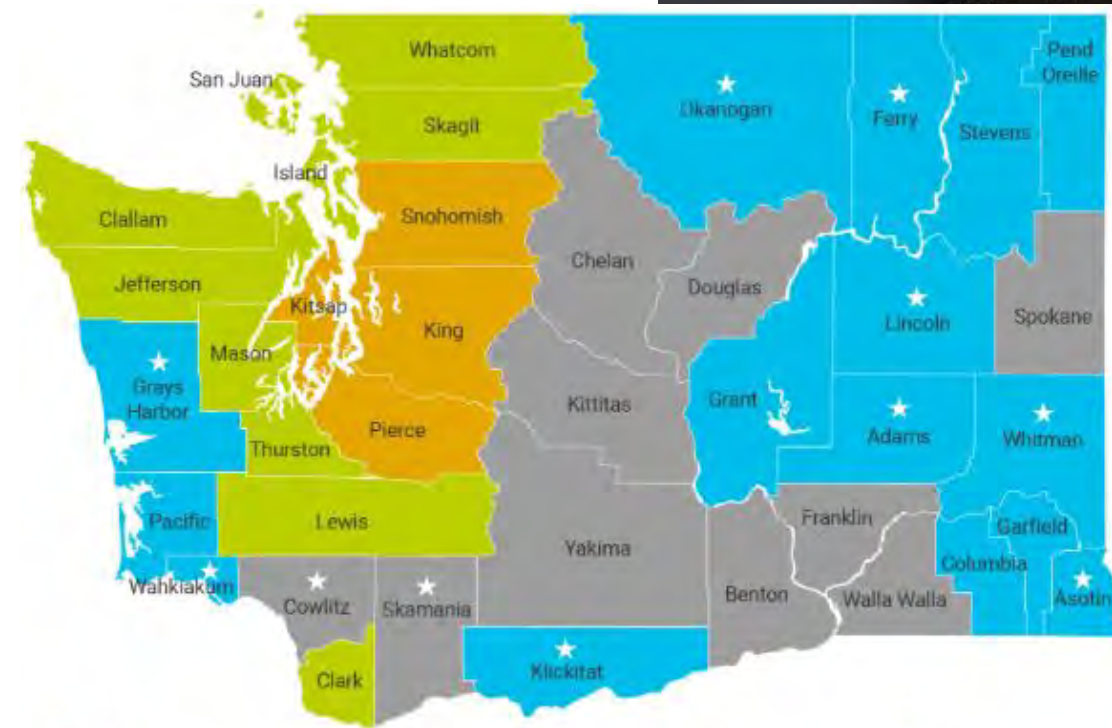 Whatcom
Pend
Oreille
San Juan
Okanogan
Ferry
Stevens
Skagit
Island
Snohomish
Clallam
Chelan
Jefferson
Douglas
Kitsap
King
Lincoln
Spokane
Mason
Grays
Harbor
Kittitas
Grant
Adams
Whitman
Pierce
Thurston
Pacific
Lewis
Franklin
Garfield
Yakima
Columbia
Wahkiakum
Cowlitz
Skamania
Benton
Walla Walla
Asotin
Klickitat
Clark